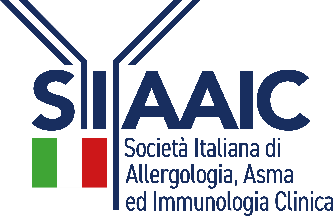 SIAAIC
Società Italiana di
Allergologia, Asma
ed Immunologia Clinica